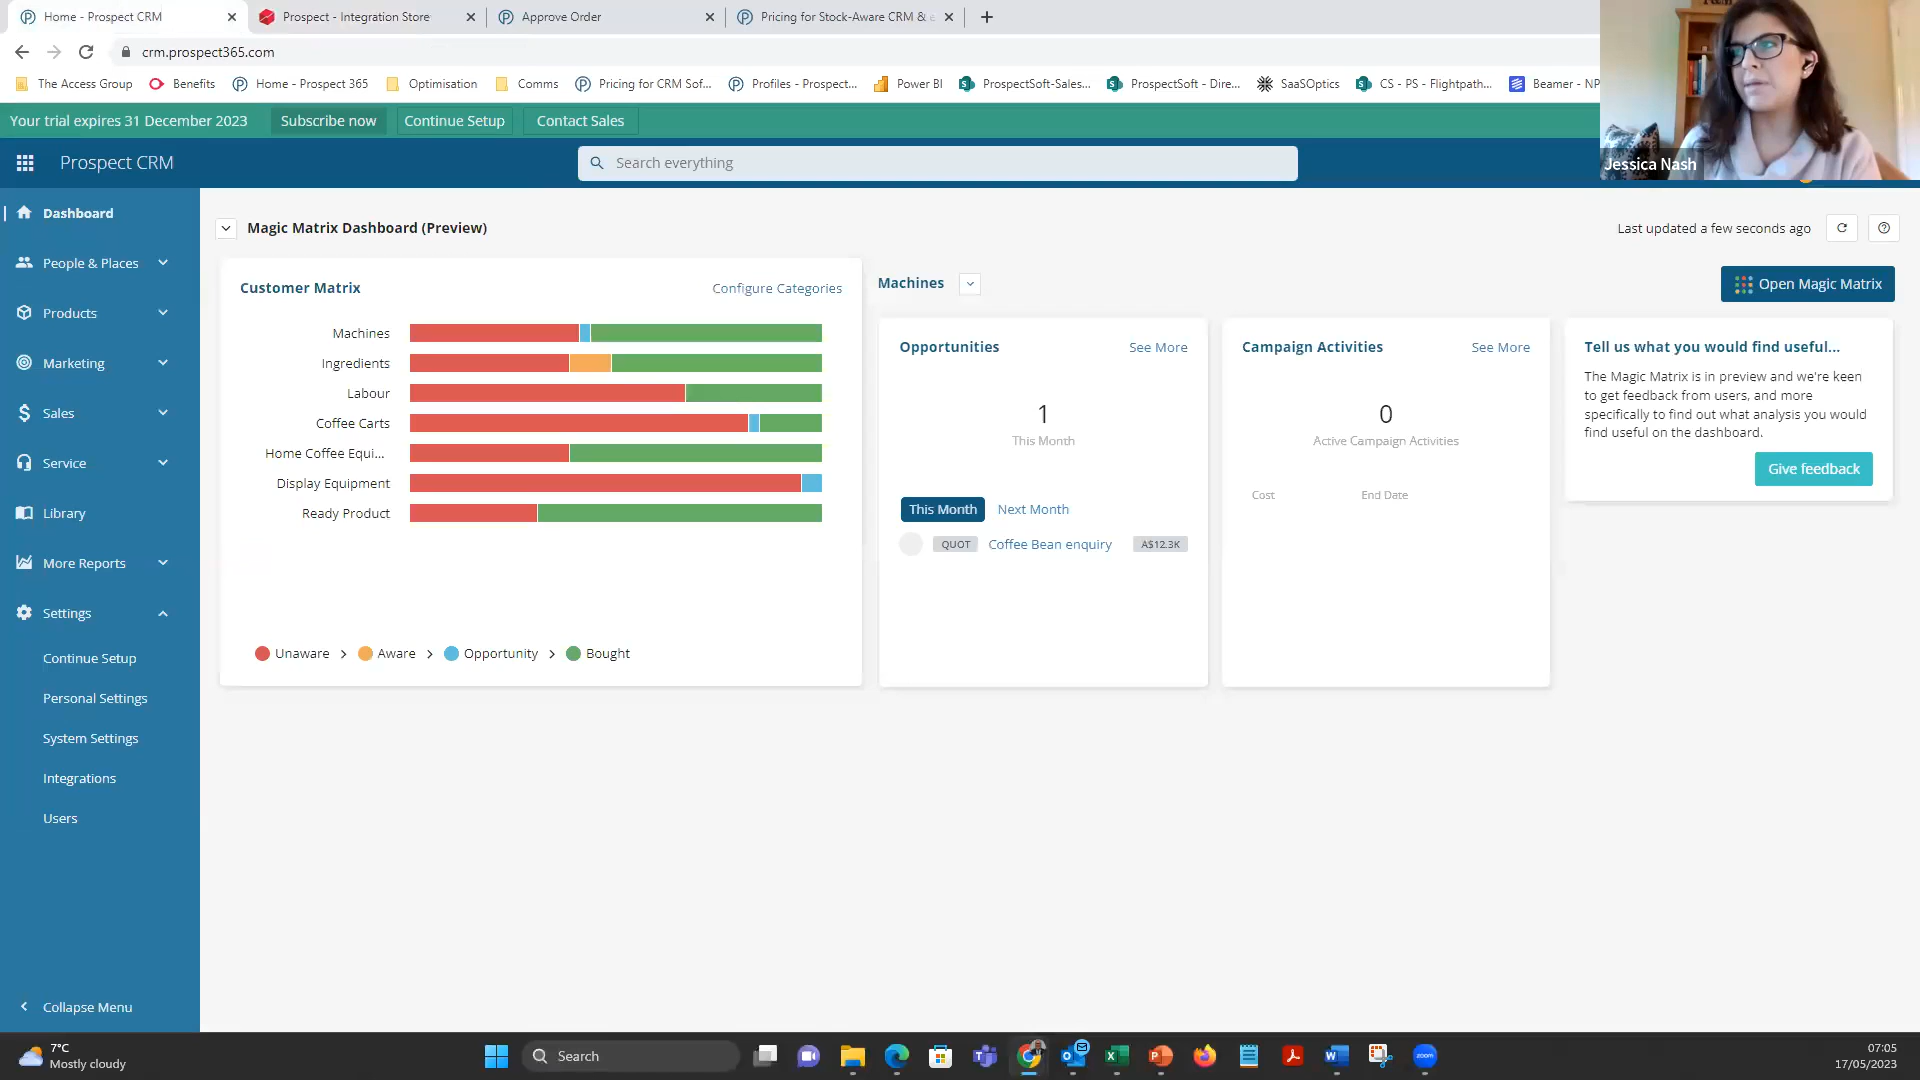 Home - Prospect CRM
Prospect - Integration Store
Approve Order
Pricing for Stock-Aware CRM &
crm.prospect365.com
The Access Group
Benefits
Home - Prospect 365
Optimisation
Comms
Pricing for CRM Sof...
Profiles - Prospect...
Power BI
ProspectSoft-Sales...
ProspectSoft - Dire...
SaaSOptics
CS - PS - Flightpath...
Beamer - NP
Your trial expires 31 December 2023
Subscribe now
Continue Setup
Contact Sales
Jessica Nash
Prospect CRM
Search everything
Dashboard
People & Places
Products
Marketing
Sales
Service
Library
More Reports
Settings
Continue Setup
Personal Settings
System Settings
Integrations
Users
Collapse Menu
Magic Matrix Dashboard (Preview)
Last updated a few seconds ago
Customer Matrix
Configure Categories
Machines
Ingredients
Labour
Coffee Carts
Home Coffee Equi...
Display Equipment
Ready Product
Unaware > Aware > Opportunity > Bought
Machines
Open Magic Matrix
Opportunities
See More
1
This Month
This Month
Next Month
QUOT
Coffee Bean enquiry
A$12.3K
Campaign Activities
See More
0
Active Campaign Activities
Cost
End Date
Tell us what you would find useful...
The Magic Matrix is in preview and we're keen
to get feedback from users, and more
specifically to find out what analysis you would
find useful on the dashboard.
Give feedback
7°C
Mostly cloudy
Search
zoom
07:05
17/05/2023